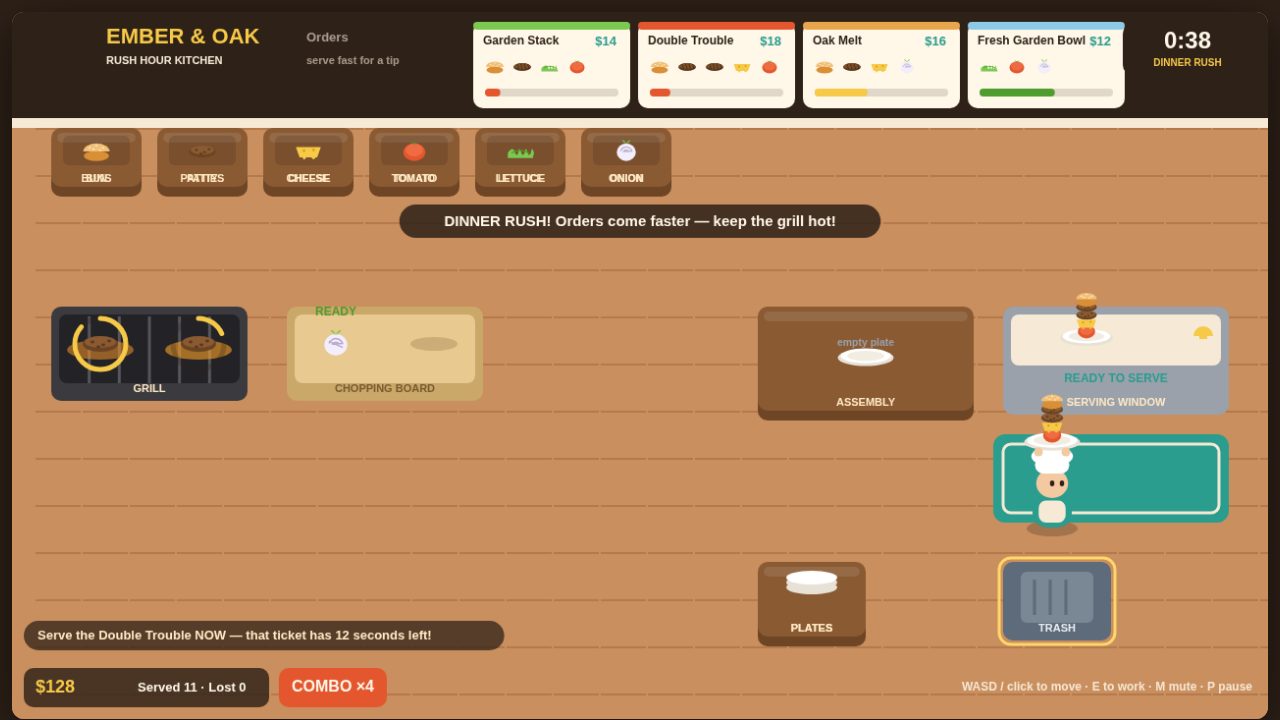 EMBER & OAK
RUSH HOUR KITCHEN
Orders
serve fast for a tip
Garden Stack $14
Double Trouble $18
Oak Melt $16
Fresh Garden Bowl $12
0:38
DINNER RUSH
CHEESE
TOMATO
LETTUCE
ONION
DINNER RUSH! Orders come faster — keep the grill hot!
READY
GRILL
CHOPPING BOARD
empty plate
ASSEMBLY
READY TO SERVE
SERVING WINDOW
PLATES
TRASH
Serve the Double Trouble NOW — that ticket has 12 seconds left!
$128
Served 11 · Lost 0
COMBO ×4
WASD / click to move · E to work · M mute · P pause